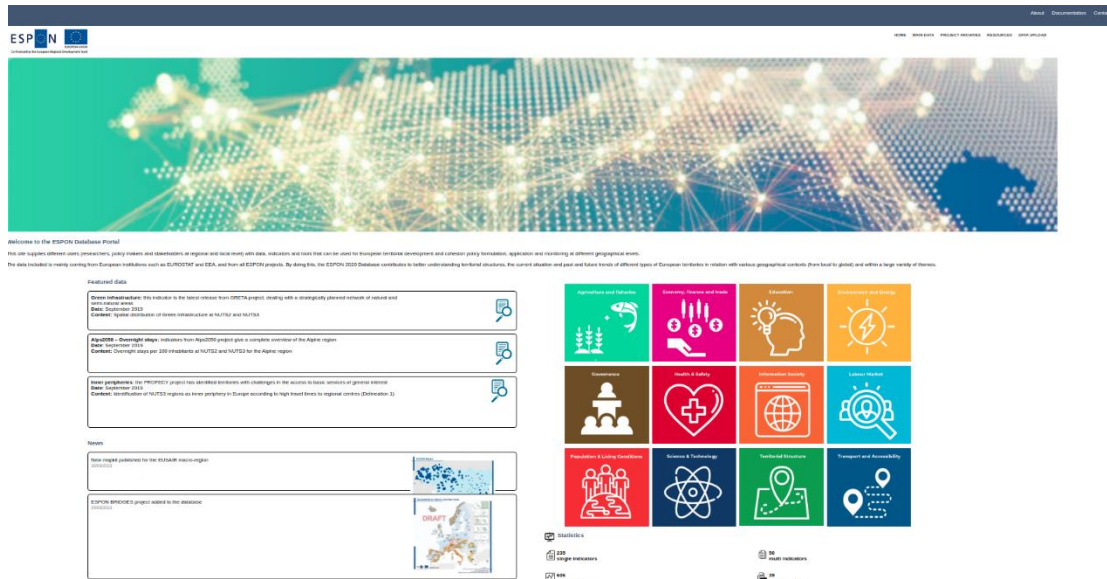 About Documentation
ESPON
Co-financed by the European Regional Development Fund
HOME MAIN DATA PROJECT ARCHIVES RESOURCES OPEN UPLOAD
Welcome to the ESPON Database Portal
This site supplies different users (researchers, policy makers and stakeholders at regional and local level) with data, indicators and tools that can be used for European territorial development and cohesion policy formulation, application and monitoring at different geographical levels.
The data included is mainly coming from European institutions such as EUROSTAT and EEA, and from all ESPON projects. By doing this, the ESPON 2020 Database contributes to better understanding territorial structures, the current situation and past and future trends of different types of European territories in relation with various geographical contexts (from local to global) and within a large variety of themes.
Featured data
Green infrastructure: this indicator is the latest release from GRETA project, dealing with a strategically planned network of natural and
semi-natural areas
Date: September 2019
Content: Spatial distribution of Green infrastructure at NUTS2 and NUTS3
Alps2050 – Overnight stays: indicators from Alps2050 project give a complete overview of the Alpine region
Date: September 2019
Content: Overnight stays per 100 inhabitants at NUTS2 and NUTS3 for the Alpine region
Inner peripheries: the PROFECY project has identified territories with challenges in the access to basic services of general interest
Date: September 2019
Content: Identification of NUTS3 regions as inner periphery in Europe according to high travel times to regional centres (Delineation 1)
News
New maplet published for the EUSAIR macro-region
ESPON BRIDGES project added to the database
DRAFT
Agriculture and fisheries
Economy, finance and trade
Education
Environment and Energy
Governance
Health & Safety
Information Society
Labour Market
Population & Living Conditions
Science & Technology
Territorial Structure
Transport and Accessibility
Statistics
239
single indicators
56
multi indicators